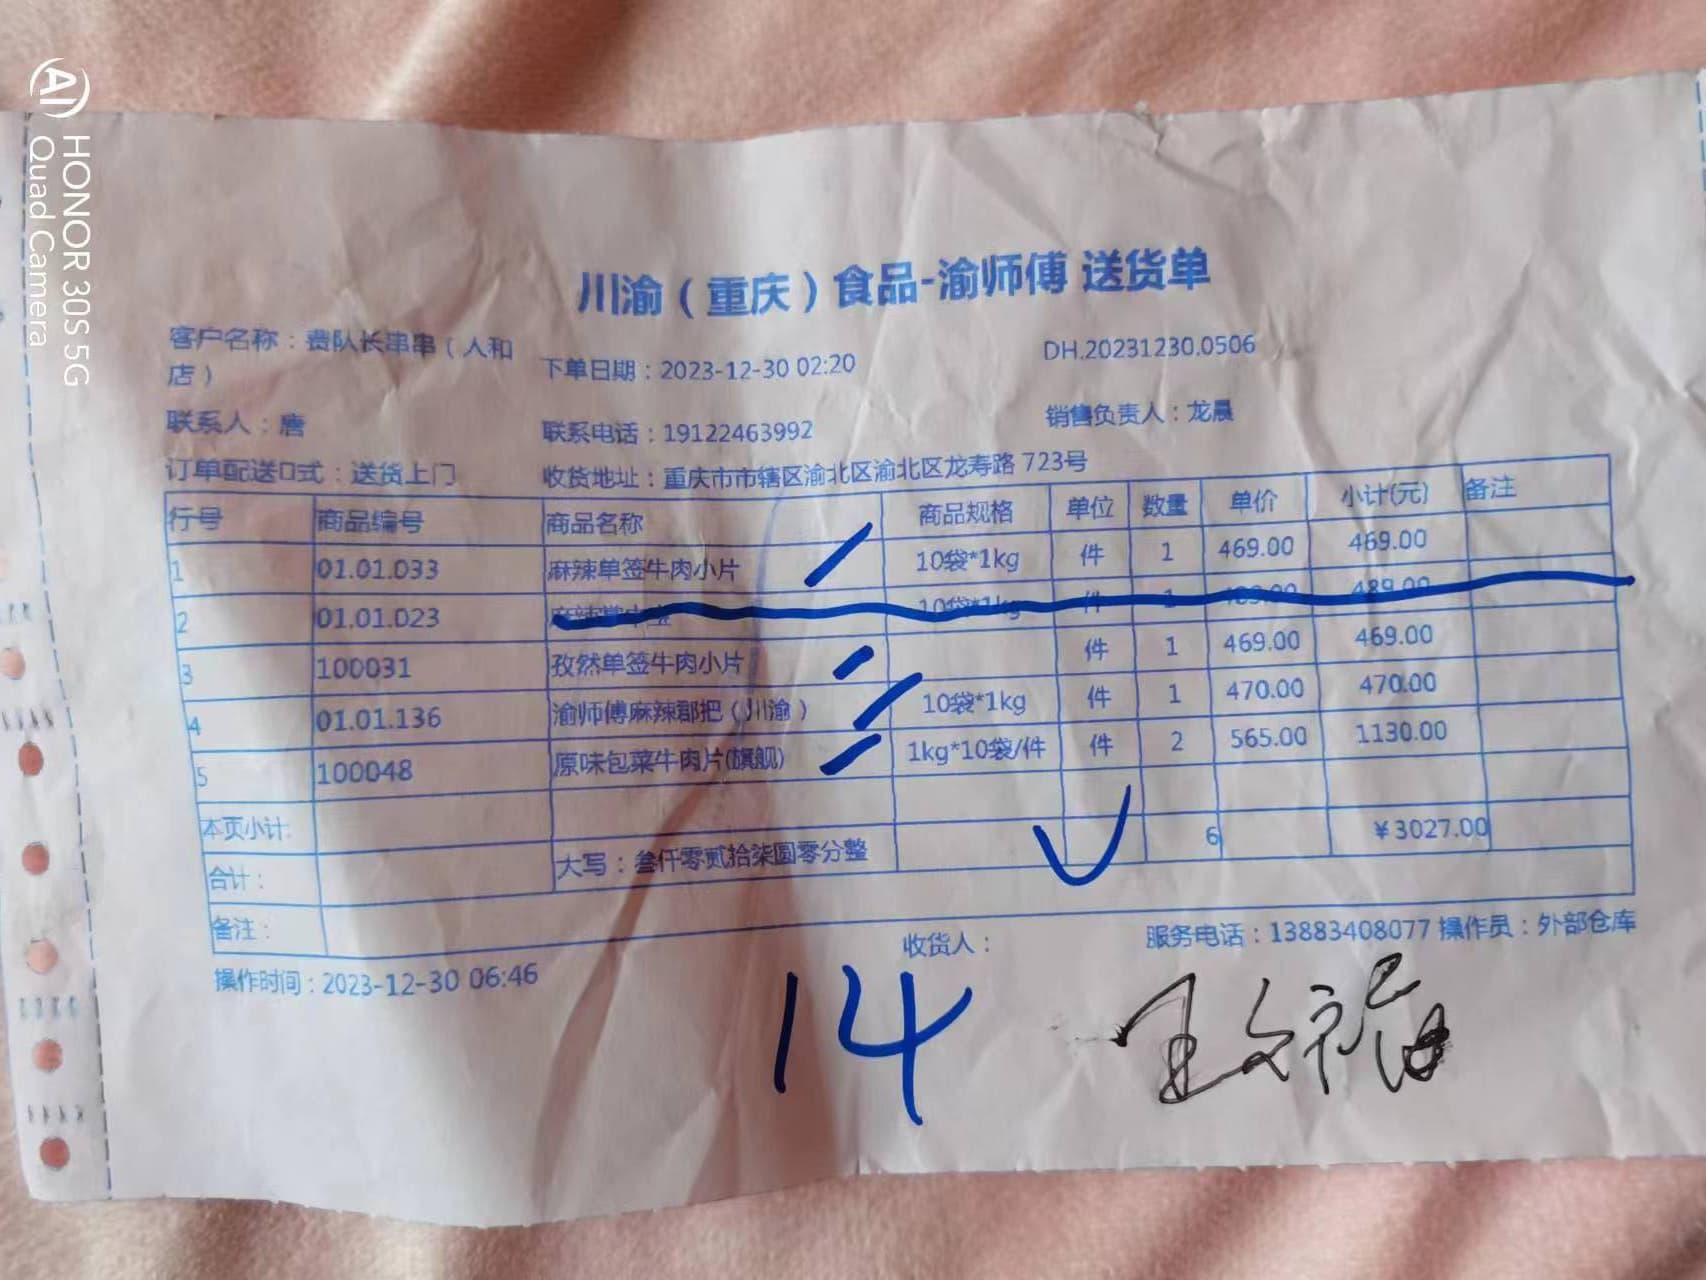 AI HONOR 30S 5G
Quad Camera
川渝（重庆）食品-渝师傅 送货单
客户名称：费队长串串（人和店） 下单日期：2023-12-30 02:20 DH.20231230.0506
联系人：唐 联系电话：19122463992 销售负责人：龙晨
订单配送口式：送货上门 收货地址：重庆市市辖区渝北区渝北区龙寿路 723号
行号 商品编号 商品名称 商品规格 单位 数量 单价 小计(元) 备注
1 01.01.033 麻辣单签牛肉小片 10袋*1kg 件 1 469.00 469.00
2 01.01.023 麻辣 10袋*1kg 件 1 489.00 489.00
3 100031 孜然单签牛肉小片 件 1 469.00 469.00
4 01.01.136 渝师傅麻辣郡把（川渝） 10袋*1kg 件 1 470.00 470.00
5 100048 原味包菜牛肉片(旗舰) 1kg*10袋/件 件 2 565.00 1130.00
本页小计: 6 ￥3027.00
合计： 大写：叁仟零贰拾柒圆零分整
备注：
收货人： 服务电话：13883408077 操作员：外部仓库
操作时间：2023-12-30 06:46
14